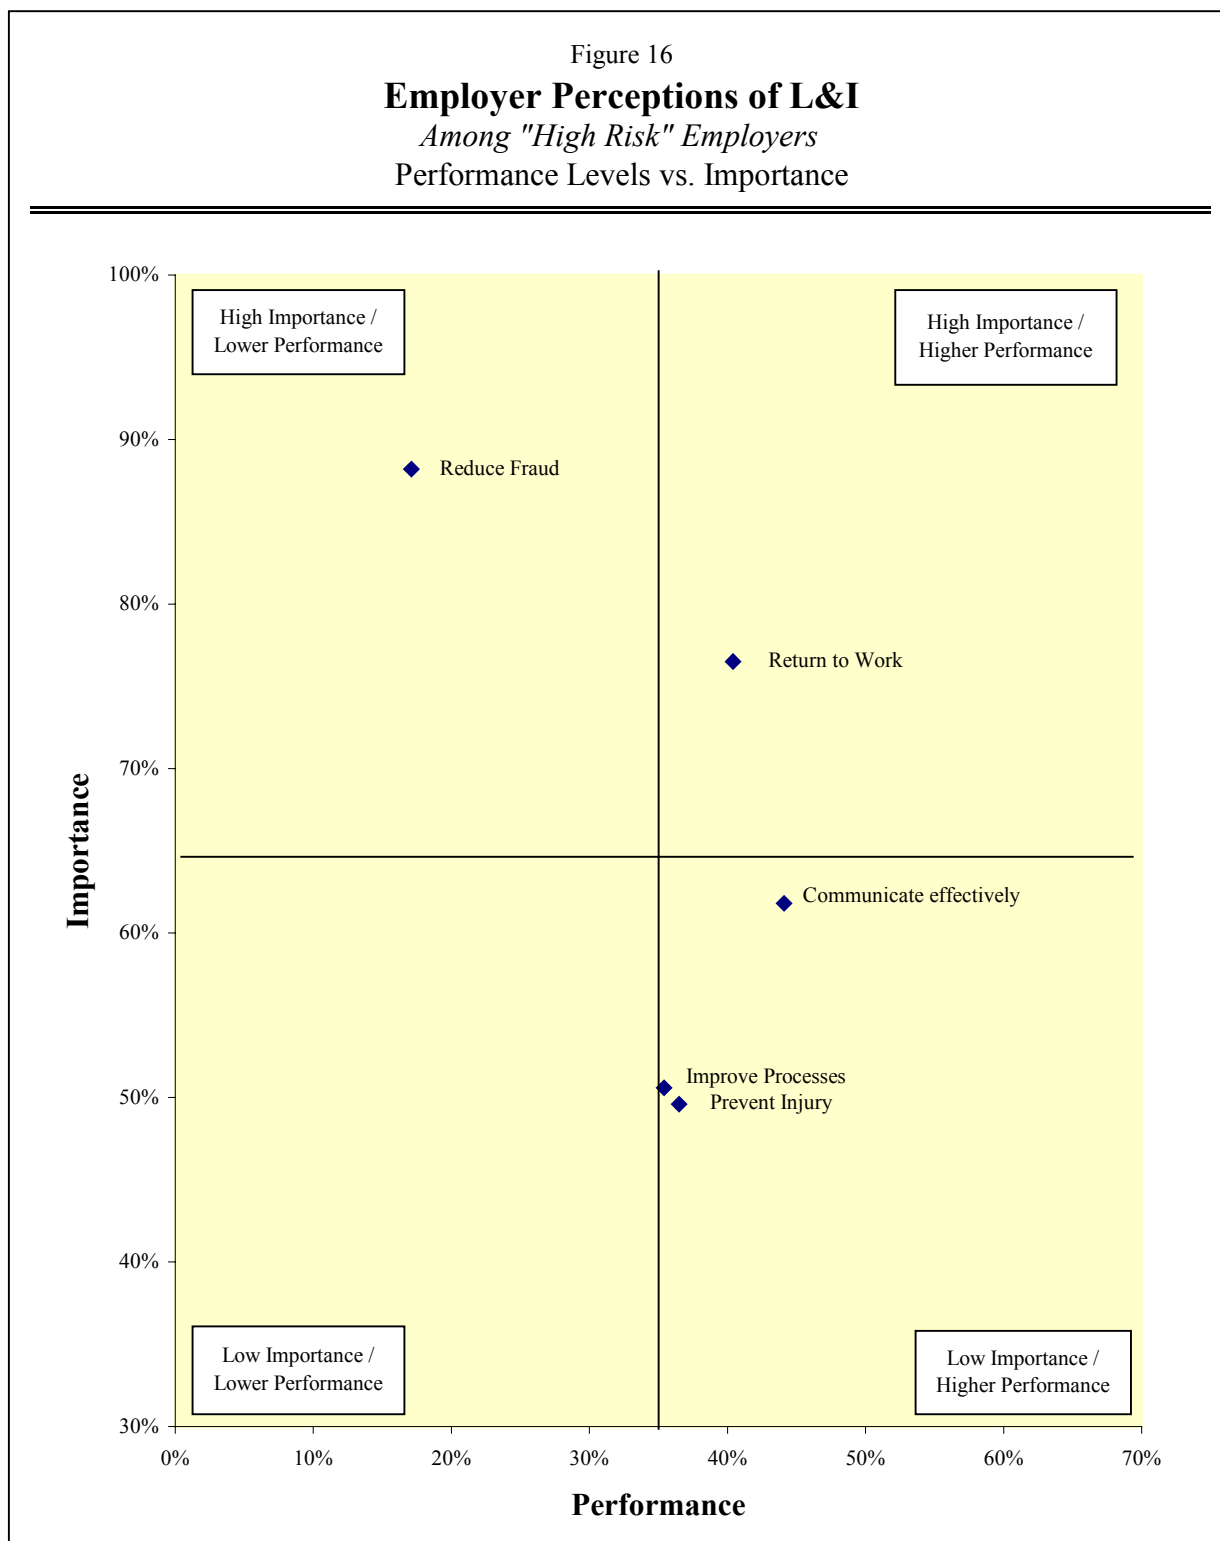 Figure 16
Employer Perceptions of L&I
Among "High Risk" Employers
Performance Levels vs. Importance
100%
High Importance /
Lower Performance
High Importance /
Higher Performance
90%
Reduce Fraud
80%
Return to Work
70%
Importance
Communicate effectively
60%
Improve Processes
50%
Prevent Injury
40%
Low Importance /
Lower Performance
Low Importance /
Higher Performance
30%
0% 10% 20% 30% 40% 50% 60% 70%
Performance